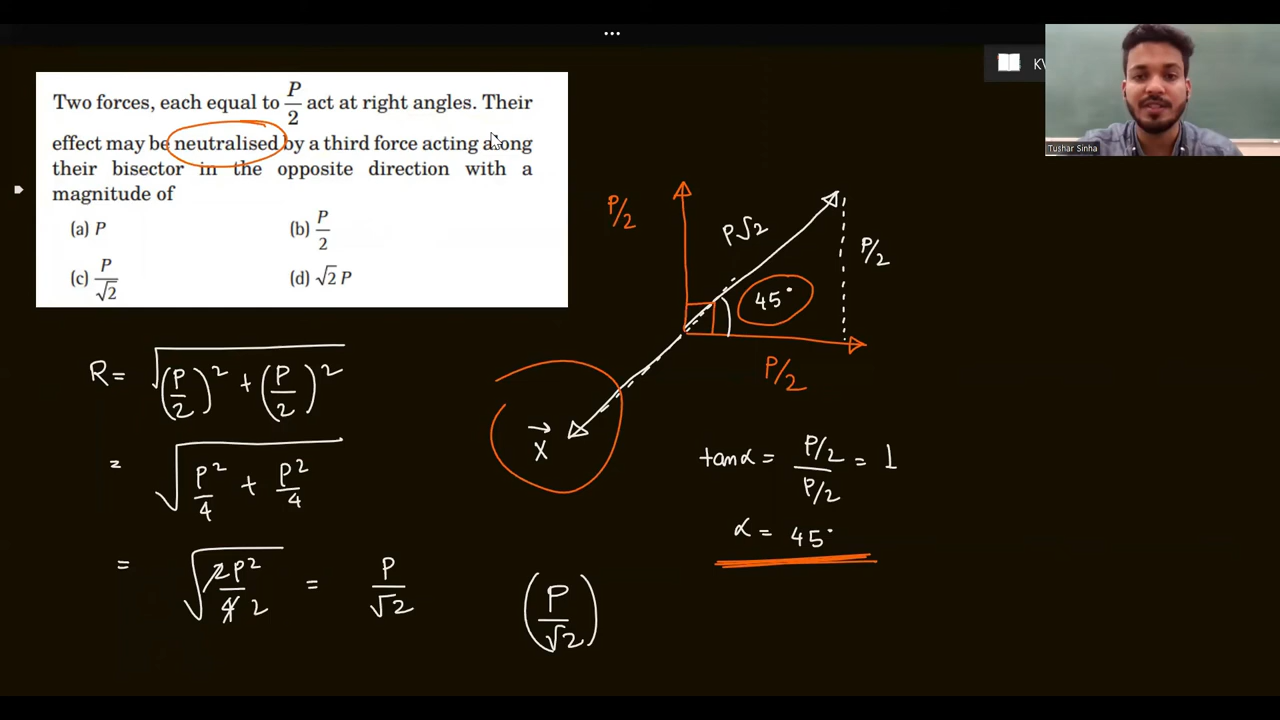 ...
KV
Tushar Sinha
Two forces, each equal to P/2 act at right angles. Their
effect may be neutralised by a third force acting along
their bisector in the opposite direction with a
magnitude of
(a) P
(b) P/2
(c) P/√2
(d) √2 P
P/2
P√2
P/2
45°
P/2
X⃗
R = √((P/2)² + (P/2)²)
= √(P²/4 + P²/4)
= √(2P²/4 2) = P/√2
(P/√2)
tanα = (P/2)/(P/2) = 1
α = 45°